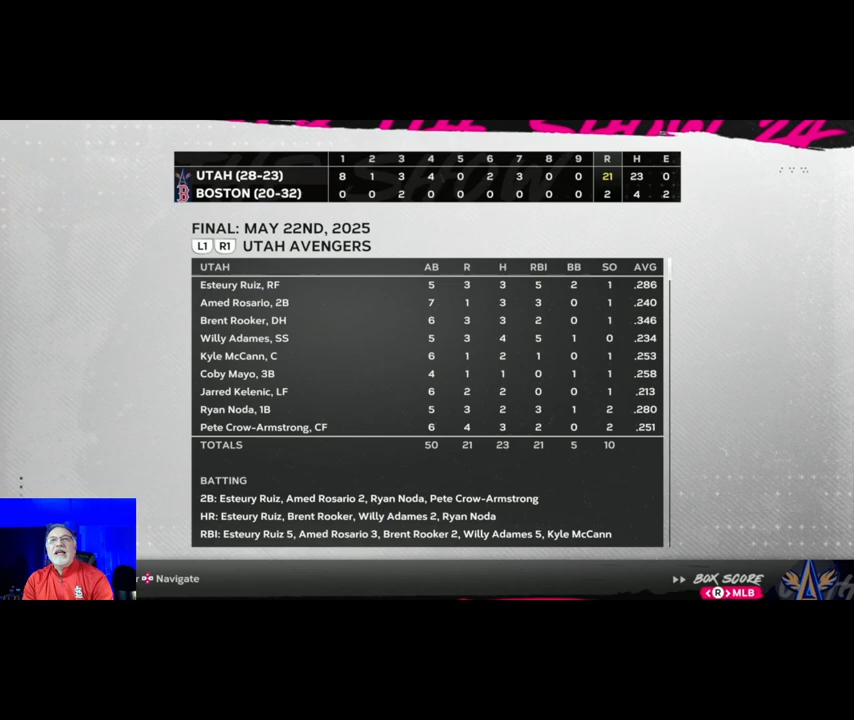 THE SHOW 24
1 2 3 4 5 6 7 8 9 R H E
UTAH (28-23) 8 1 3 4 0 2 3 0 0 21 23 0
BOSTON (20-32) 0 0 2 0 0 0 0 0 0 2 4 2
FINAL: MAY 22ND, 2025
L1 R1 UTAH AVENGERS
UTAH AB R H RBI BB SO AVG
Esteury Ruiz, RF 5 3 3 5 2 1 .286
Amed Rosario, 2B 7 1 3 3 0 1 .240
Brent Rooker, DH 6 3 3 2 0 1 .346
Willy Adames, SS 5 3 4 5 1 0 .234
Kyle McCann, C 6 1 2 1 0 1 .253
Coby Mayo, 3B 4 1 1 0 1 1 .258
Jarred Kelenic, LF 6 2 2 0 0 1 .213
Ryan Noda, 1B 5 3 2 3 1 2 .280
Pete Crow-Armstrong, CF 6 4 3 2 0 2 .251
TOTALS 50 21 23 21 5 10
BATTING
2B: Esteury Ruiz, Amed Rosario 2, Ryan Noda, Pete Crow-Armstrong
HR: Esteury Ruiz, Brent Rooker, Willy Adames 2, Ryan Noda
RBI: Esteury Ruiz 5, Amed Rosario 3, Brent Rooker 2, Willy Adames 5, Kyle McCann
r Navigate
BOX SCORE
R MLB